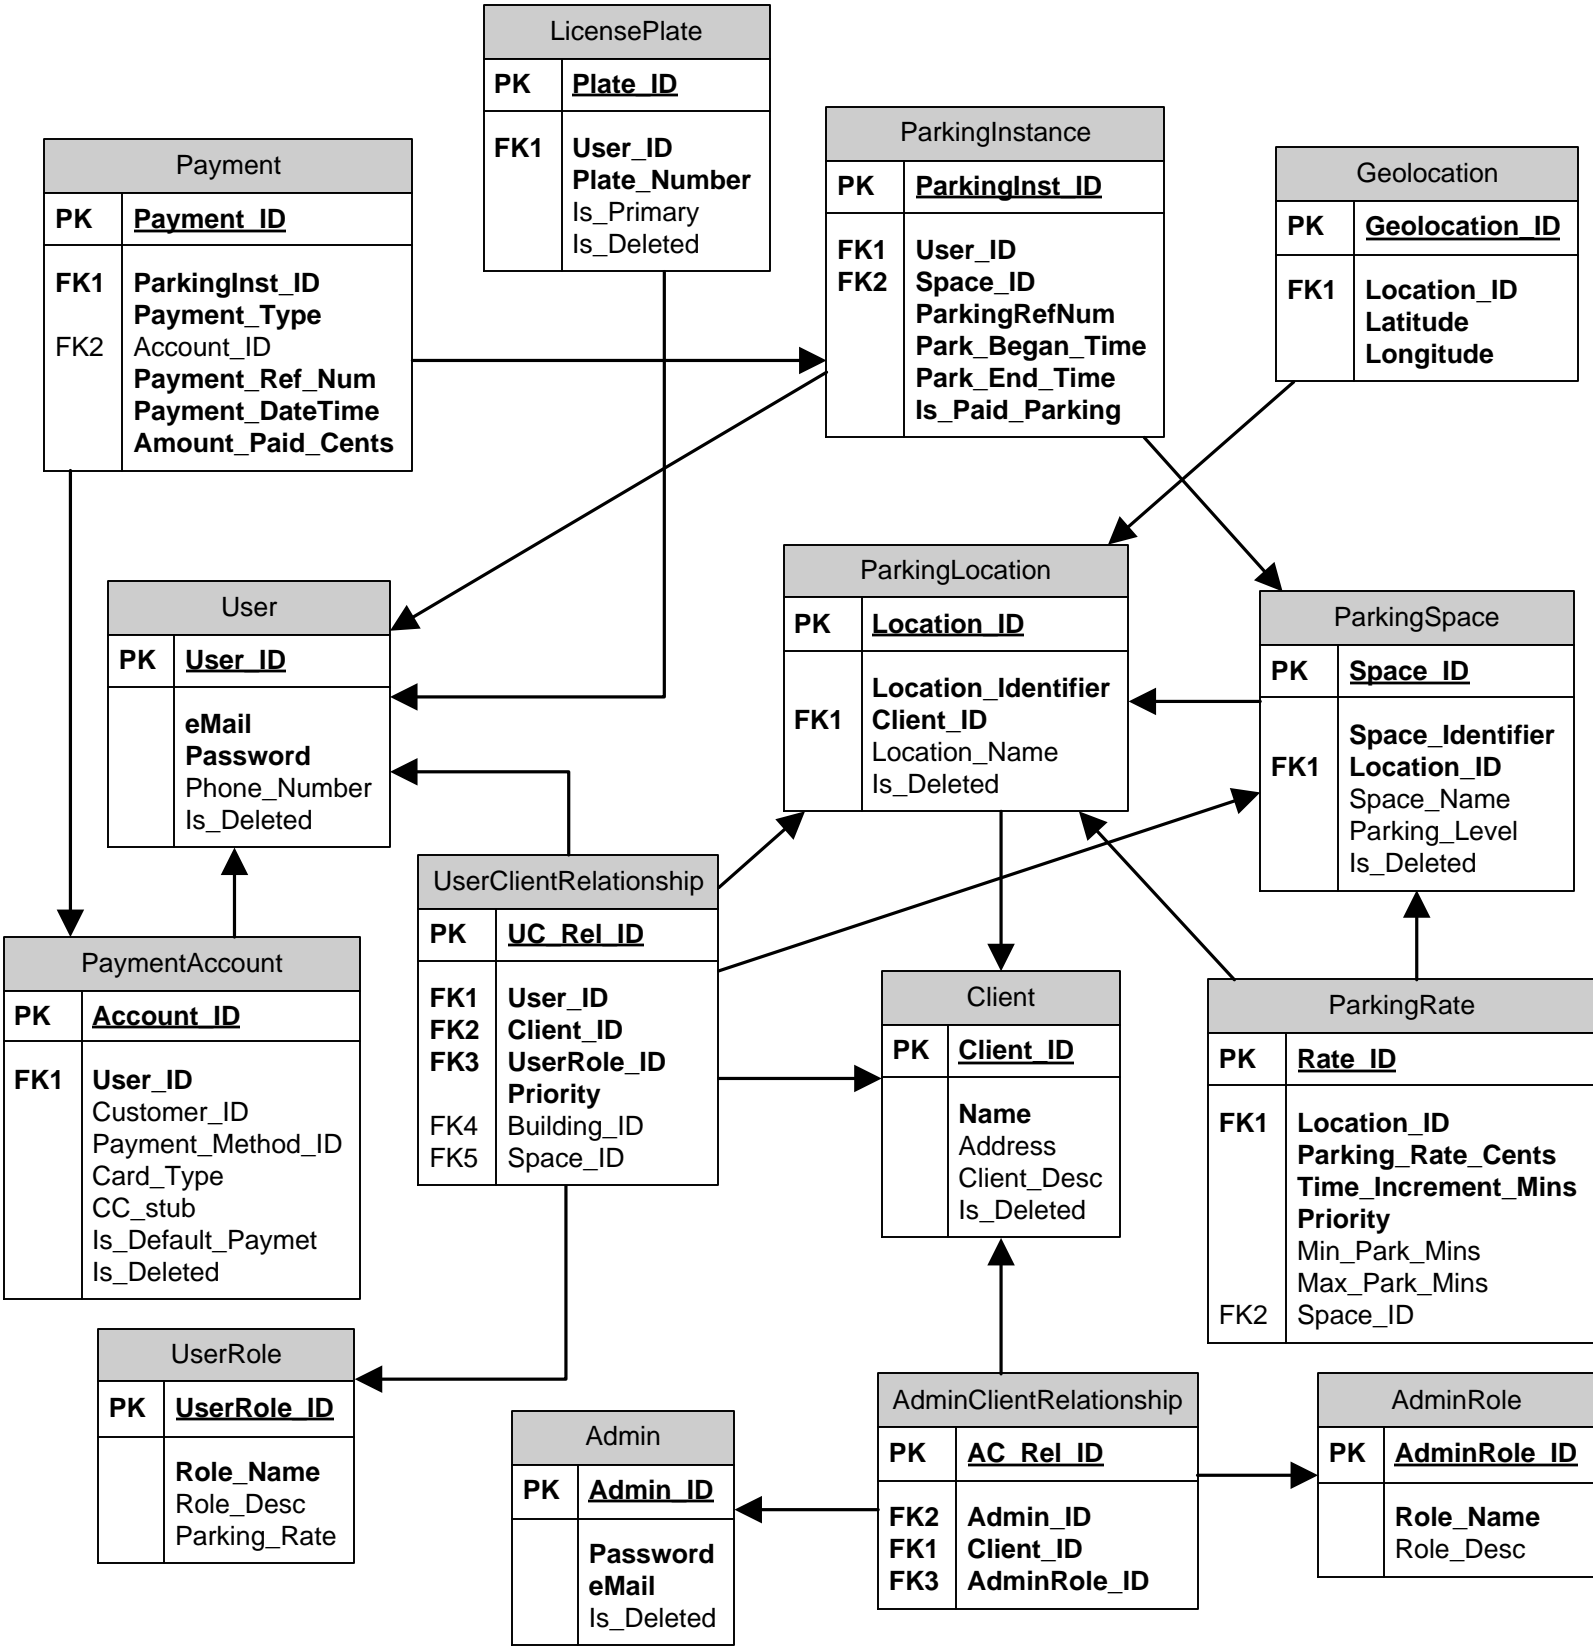 LicensePlate
PK Plate_ID
FK1 User_ID
Plate_Number
Is_Primary
Is_Deleted
Payment
PK Payment_ID
FK1 ParkingInst_ID
Payment_Type
FK2 Account_ID
Payment_Ref_Num
Payment_DateTime
Amount_Paid_Cents
ParkingInstance
PK ParkingInst_ID
FK1 User_ID
FK2 Space_ID
ParkingRefNum
Park_Began_Time
Park_End_Time
Is_Paid_Parking
Geolocation
PK Geolocation_ID
FK1 Location_ID
Latitude
Longitude
User
PK User_ID
eMail
Password
Phone_Number
Is_Deleted
ParkingLocation
PK Location_ID
Location_Identifier
FK1 Client_ID
Location_Name
Is_Deleted
ParkingSpace
PK Space_ID
Space_Identifier
FK1 Location_ID
Space_Name
Parking_Level
Is_Deleted
UserClientRelationship
PK UC_Rel_ID
FK1 User_ID
FK2 Client_ID
FK3 UserRole_ID
Priority
FK4 Building_ID
FK5 Space_ID
PaymentAccount
PK Account_ID
FK1 User_ID
Customer_ID
Payment_Method_ID
Card_Type
CC_stub
Is_Default_Paymet
Is_Deleted
Client
PK Client_ID
Name
Address
Client_Desc
Is_Deleted
ParkingRate
PK Rate_ID
FK1 Location_ID
Parking_Rate_Cents
Time_Increment_Mins
Priority
Min_Park_Mins
Max_Park_Mins
FK2 Space_ID
UserRole
PK UserRole_ID
Role_Name
Role_Desc
Parking_Rate
Admin
PK Admin_ID
Password
eMail
Is_Deleted
AdminClientRelationship
PK AC_Rel_ID
FK2 Admin_ID
FK1 Client_ID
FK3 AdminRole_ID
AdminRole
PK AdminRole_ID
Role_Name
Role_Desc